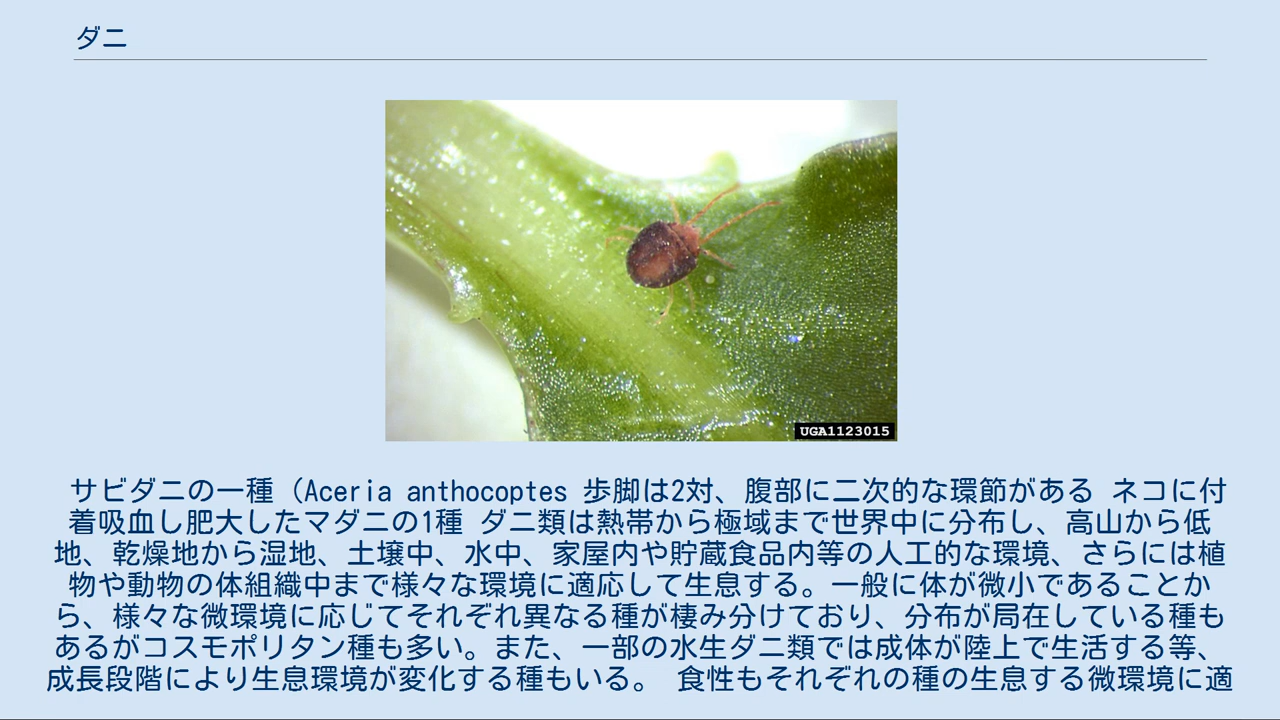 ダニ
UGA1123015
サビダニの一種（Aceria anthocoptes 歩脚は2対、腹部に二次的な環節がある ネコに付
着吸血し肥大したマダニの1種 ダニ類は熱帯から極域まで世界中に分布し、高山から低
地、乾燥地から湿地、土壌中、水中、家屋内や貯蔵食品内等の人工的な環境、さらには植
物や動物の体組織中まで様々な環境に適応して生息する。一般に体が微小であることか
ら、様々な微環境に応じてそれぞれ異なる種が棲み分けており、分布が局在している種も
あるがコスモポリタン種も多い。また、一部の水生ダニ類では成体が陸上で生活する等、
成長段階により生息環境が変化する種もいる。 食性もそれぞれの種の生息する微環境に適